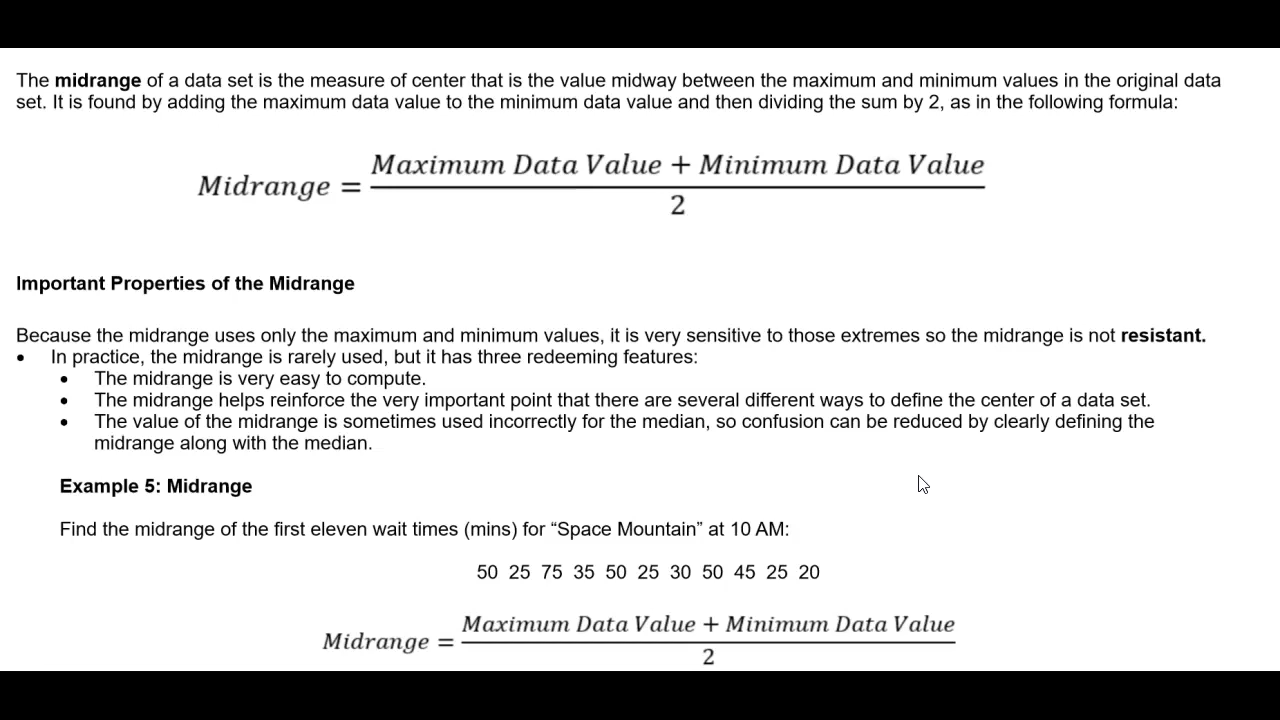 The midrange of a data set is the measure of center that is the value midway between the maximum and minimum values in the original data
set. It is found by adding the maximum data value to the minimum data value and then dividing the sum by 2, as in the following formula:
Midrange = Maximum Data Value + Minimum Data Value
2
Important Properties of the Midrange
Because the midrange uses only the maximum and minimum values, it is very sensitive to those extremes so the midrange is not resistant.
• In practice, the midrange is rarely used, but it has three redeeming features:
• The midrange is very easy to compute.
• The midrange helps reinforce the very important point that there are several different ways to define the center of a data set.
• The value of the midrange is sometimes used incorrectly for the median, so confusion can be reduced by clearly defining the
midrange along with the median.
Example 5: Midrange
Find the midrange of the first eleven wait times (mins) for “Space Mountain” at 10 AM:
50 25 75 35 50 25 30 50 45 25 20
Midrange = Maximum Data Value + Minimum Data Value
2